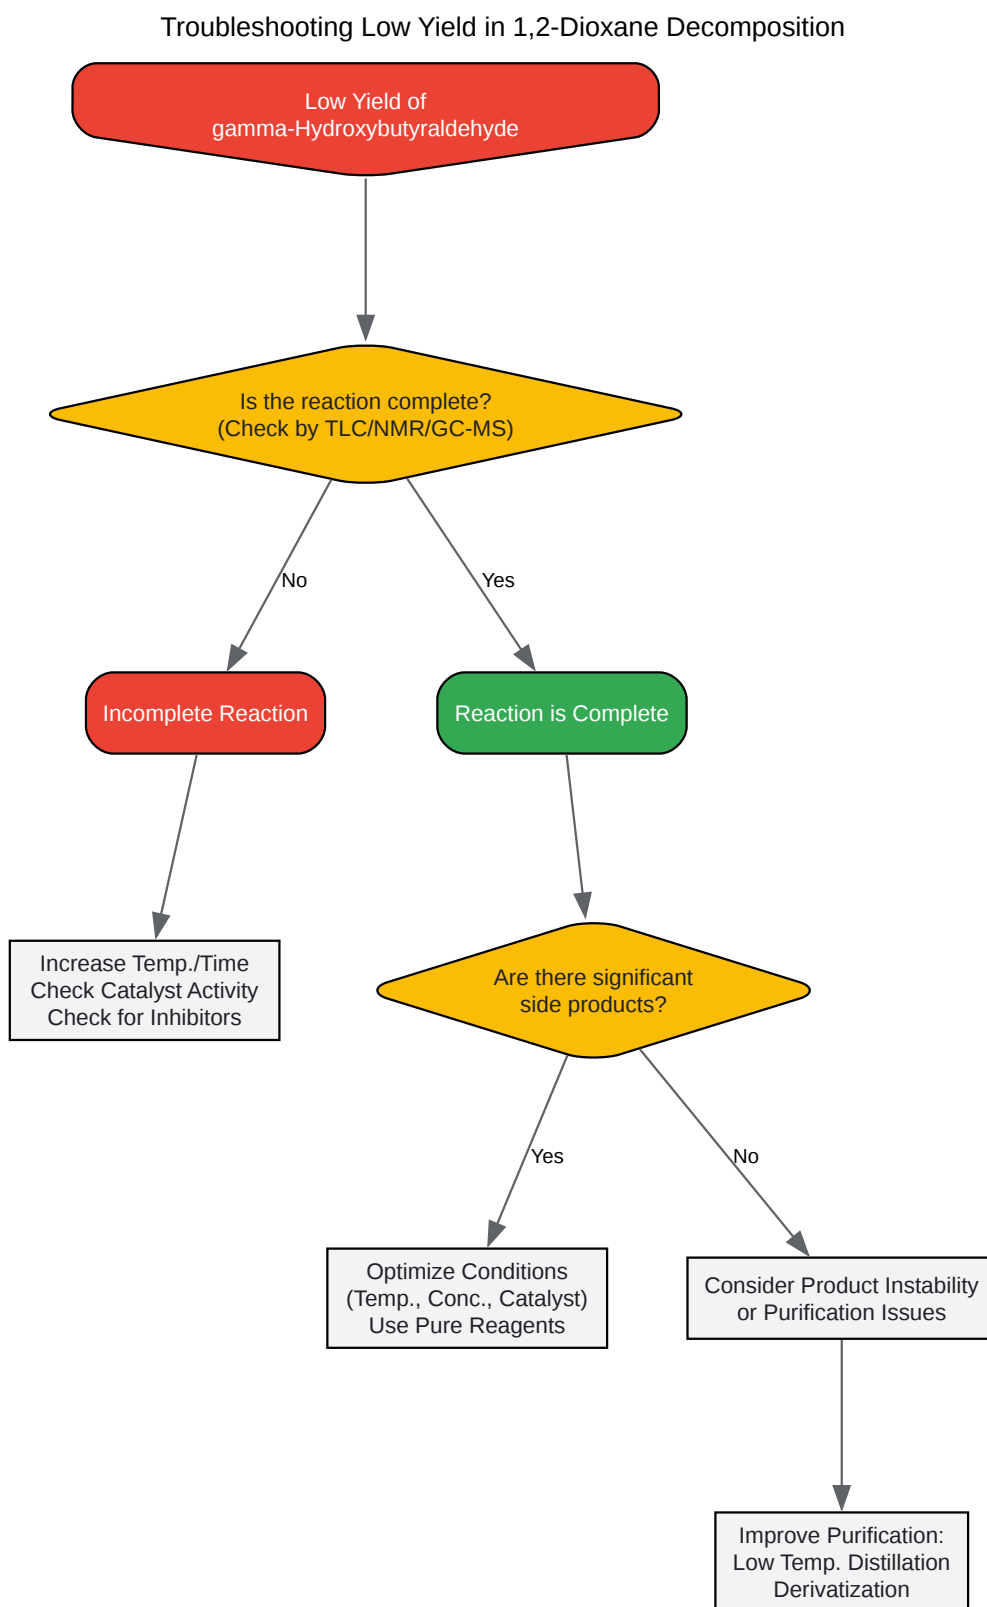 Troubleshooting Low Yield in 1,2-Dioxane Decomposition
Low Yield of
gamma-Hydroxybutyraldehyde
Is the reaction complete?
(Check by TLC/NMR/GC-MS)
No
Yes
Incomplete Reaction
Reaction is Complete
Increase Temp./Time
Check Catalyst Activity
Check for Inhibitors
Are there significant
side products?
Yes
No
Optimize Conditions
(Temp., Conc., Catalyst)
Use Pure Reagents
Consider Product Instability
or Purification Issues
Improve Purification:
Low Temp. Distillation
Derivatization